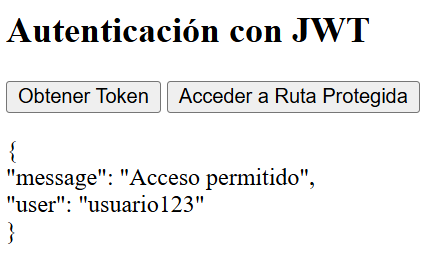 Autenticación con JWT
Obtener Token Acceder a Ruta Protegida
{
"message": "Acceso permitido",
"user": "usuario123"
}